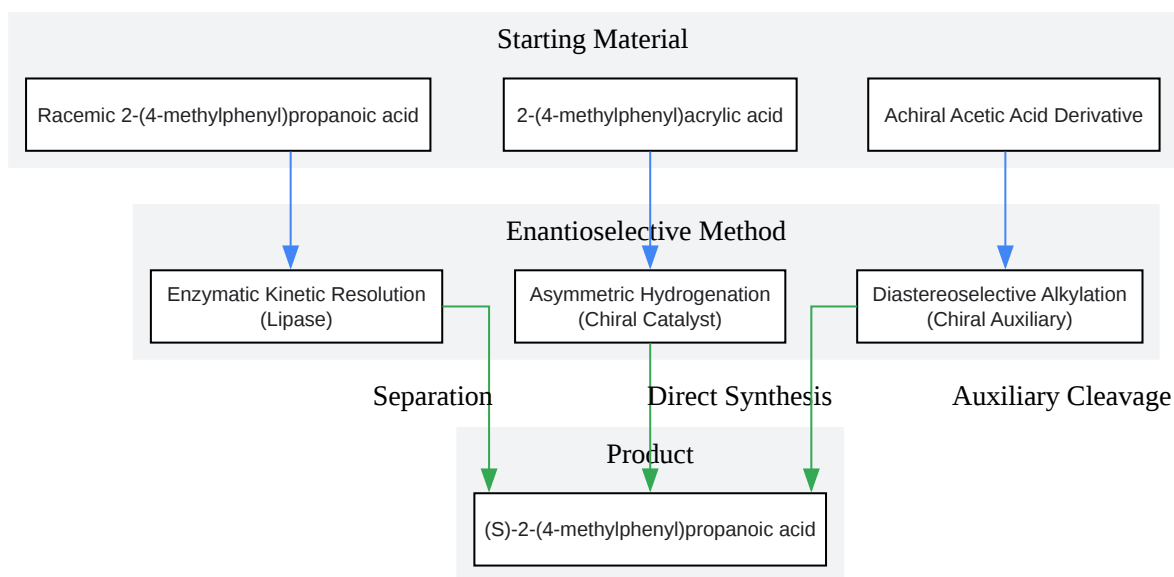 Starting Material
Racemic 2-(4-methylphenyl)propanoic acid
2-(4-methylphenyl)acrylic acid
Achiral Acetic Acid Derivative
Enantioselective Method
Enzymatic Kinetic Resolution
(Lipase)
Asymmetric Hydrogenation
(Chiral Catalyst)
Diastereoselective Alkylation
(Chiral Auxiliary)
Separation
Direct Synthesis
Auxiliary Cleavage
Product
(S)-2-(4-methylphenyl)propanoic acid